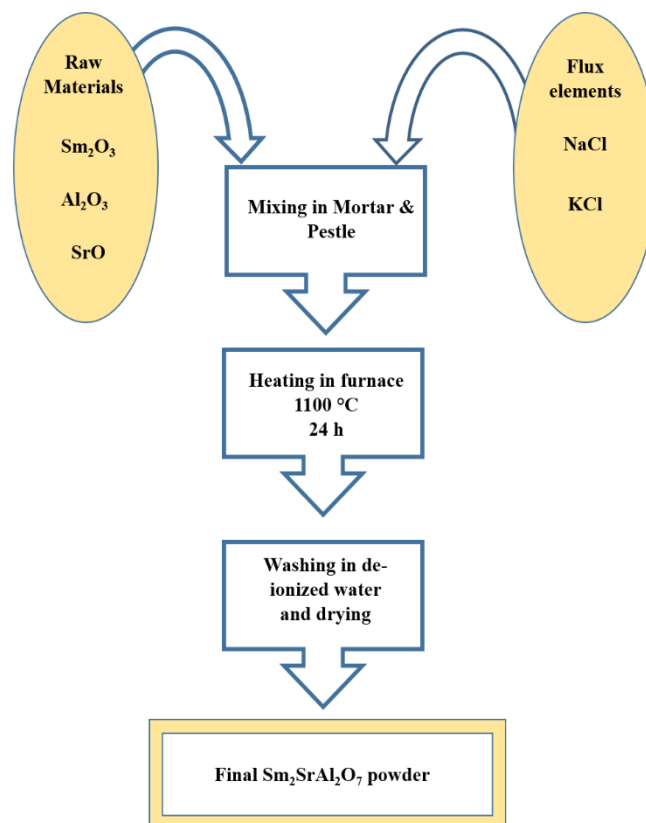 Raw
Materials
Sm₂O₃
Al₂O₃
SrO
Flux
elements
NaCl
KCl
Mixing in Mortar &
Pestle
Heating in furnace
1100 °C
24 h
Washing in de-
ionized water
and drying
Final Sm₂SrAl₂O₇ powder